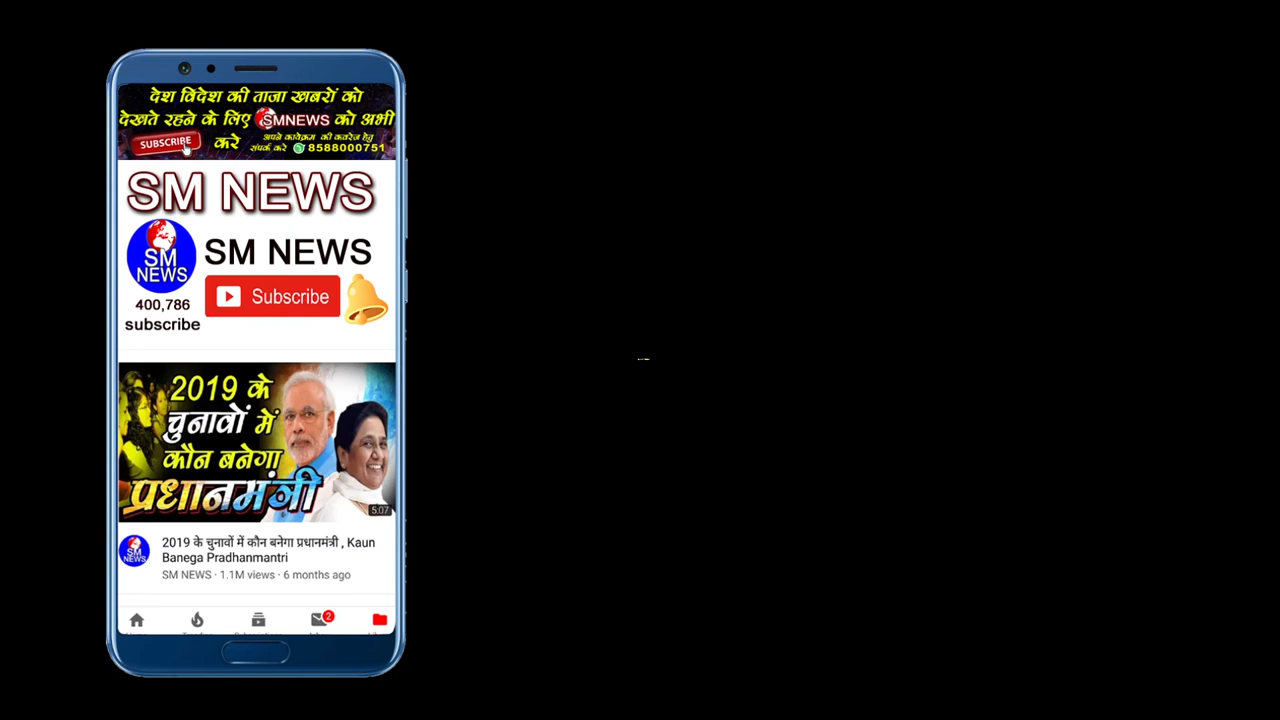 देश विदेश की ताजा खबरों को
देखते रहने के लिए SMNEWS को अभी
SUBSCRIBE करे
अपने कार्यक्रम की कवरेज हेतु
संपर्क करे 8588000751
SM NEWS
SM NEWS
SM
NEWS
Subscribe
400,786
subscribe
2019 के
चुनावों में
कौन बनेगा
प्रधानमंत्री
5:07
2019 के चुनावों में कौन बनेगा प्रधानमंत्री , Kaun
Banega Pradhanmantri
SM
NEWS
SM NEWS · 1.1M views · 6 months ago
2